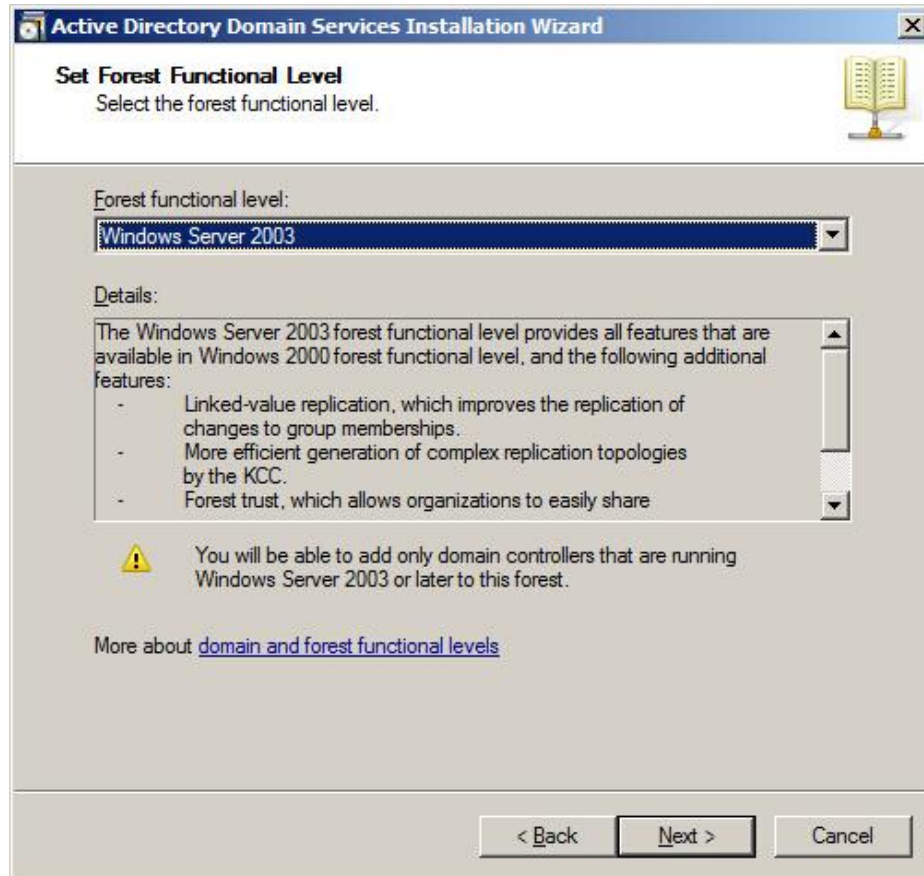 Active Directory Domain Services Installation Wizard
Set Forest Functional Level
Select the forest functional level.
Forest functional level:
Windows Server 2003
Details:
The Windows Server 2003 forest functional level provides all features that are
available in Windows 2000 forest functional level, and the following additional
features:
- Linked-value replication, which improves the replication of
changes to group memberships.
- More efficient generation of complex replication topologies
by the KCC.
- Forest trust, which allows organizations to easily share
You will be able to add only domain controllers that are running
Windows Server 2003 or later to this forest.
More about domain and forest functional levels
< Back Next > Cancel